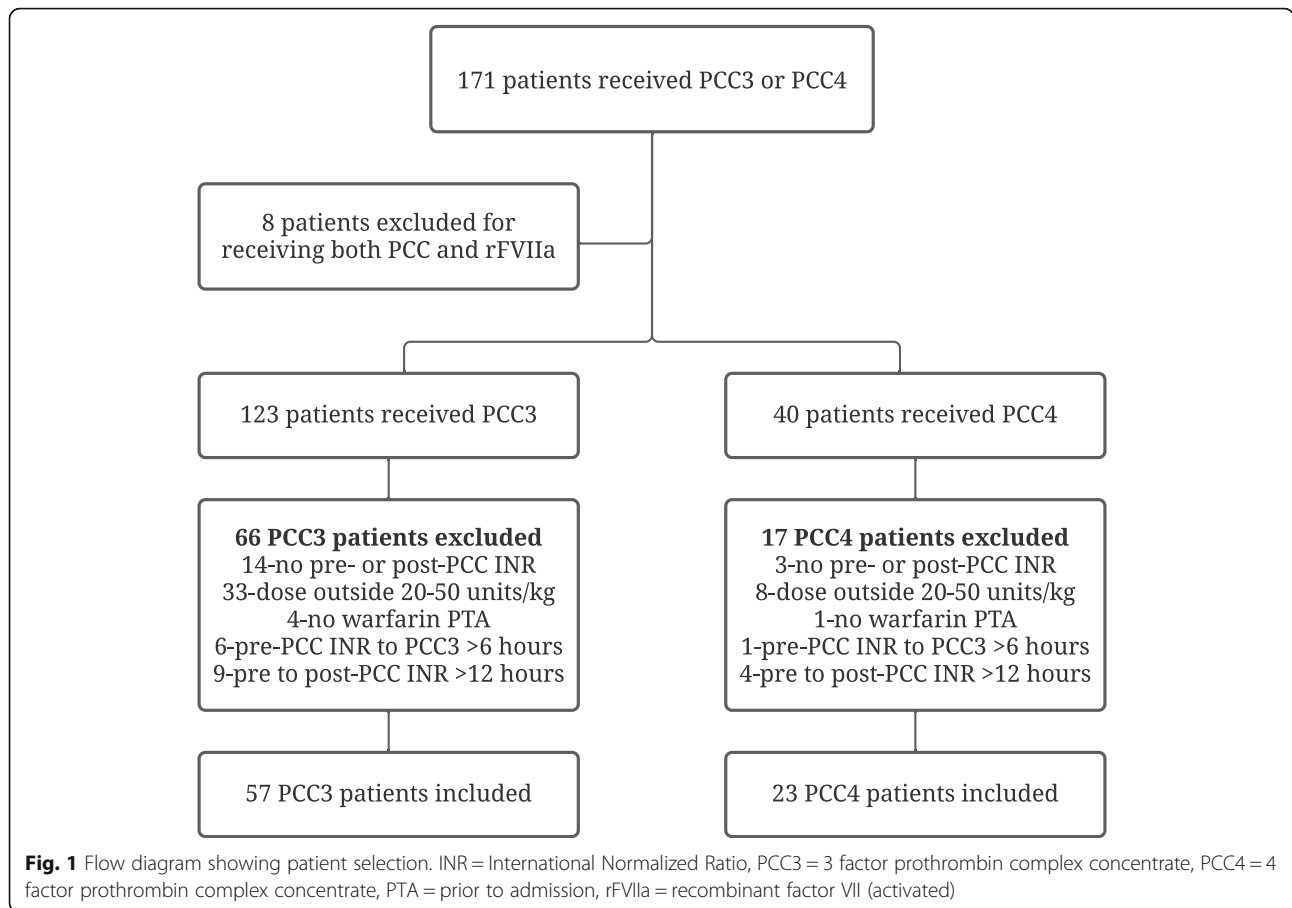 171 patients received PCC3 or PCC4
8 patients excluded for
receiving both PCC and rFVIIa
123 patients received PCC3
40 patients received PCC4
66 PCC3 patients excluded
14-no pre- or post-PCC INR
33-dose outside 20-50 units/kg
4-no warfarin PTA
6-pre-PCC INR to PCC3 >6 hours
9-pre to post-PCC INR >12 hours
17 PCC4 patients excluded
3-no pre- or post-PCC INR
8-dose outside 20-50 units/kg
1-no warfarin PTA
1-pre-PCC INR to PCC3 >6 hours
4-pre to post-PCC INR >12 hours
57 PCC3 patients included
23 PCC4 patients included
Fig. 1 Flow diagram showing patient selection. INR = International Normalized Ratio, PCC3 = 3 factor prothrombin complex concentrate, PCC4 = 4
factor prothrombin complex concentrate, PTA = prior to admission, rFVIIa = recombinant factor VII (activated)